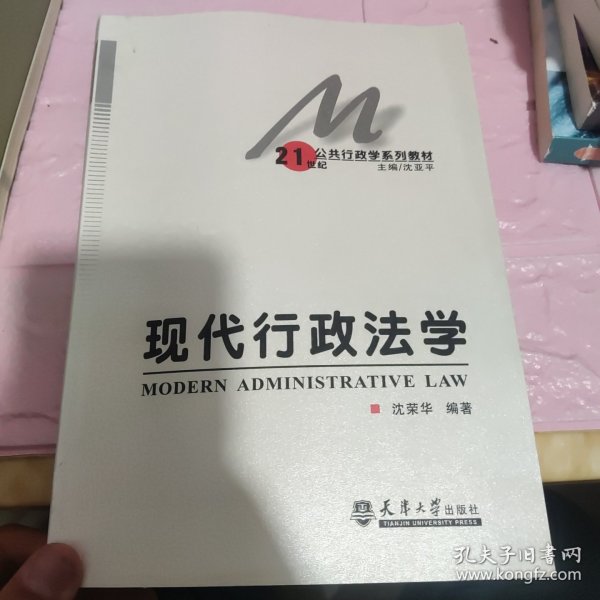 21世纪 公共行政学系列教材
主编/沈亚平
现代行政法学
MODERN ADMINISTRATIVE LAW
沈荣华 编著
天津大学出版社
TIANJIN UNIVERSITY PRESS
孔夫子旧书网
www.kongfz.com